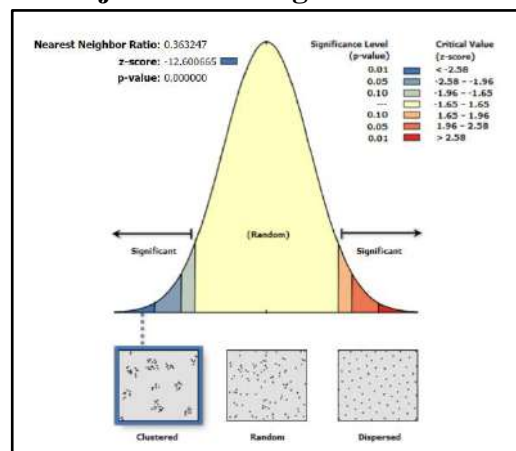 Nearest Neighbor Ratio: 0.363247
z-score: -12.600665
p-value: 0.000000
Significance Level
(p-value)
Critical Value
(z-score)
0.01 < -2.58
0.05 -2.58 – -1.96
0.10 -1.96 – -1.65
--- -1.65 – 1.65
0.10 1.65 – 1.96
0.05 1.96 – 2.58
0.01 > 2.58
Significant
(Random)
Significant
Clustered
Random
Dispersed